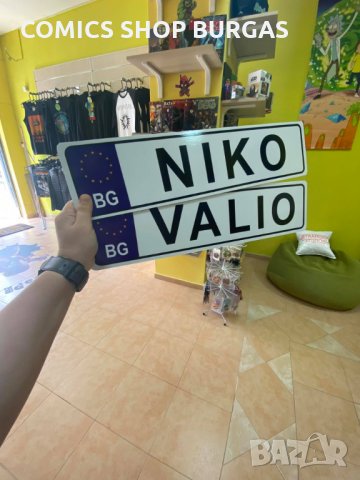 COMICS SHOP BURGAS
BG NIKO
BG VALIO
BAZAR